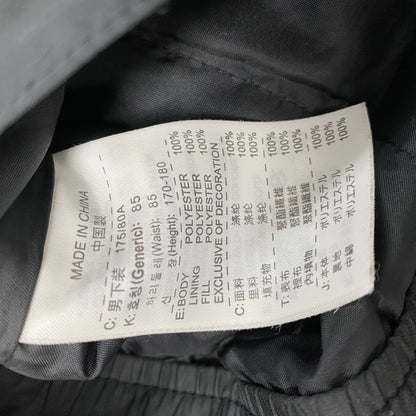 MADE IN CHINA
中国製
C: 男下装 175/80A
K: 호칭(Generic): 85
허리둘레(Waist): 85
신 장(Height): 170-180
E: BODY POLYESTER 100%
LINING POLYESTER 100%
FILL POLYESTER 100%
EXCLUSIVE OF DECORATION
C: 面料 涤纶 100%
里料 涤纶 100%
填充物 涤纶 100%
T: 表布 聚酯纖維 100%
裡布 聚酯纖維 100%
內填物 聚酯纖維 100%
J: 本体 ポリエステル 100%
裏地 ポリエステル 100%
中綿 ポリエステル 100%